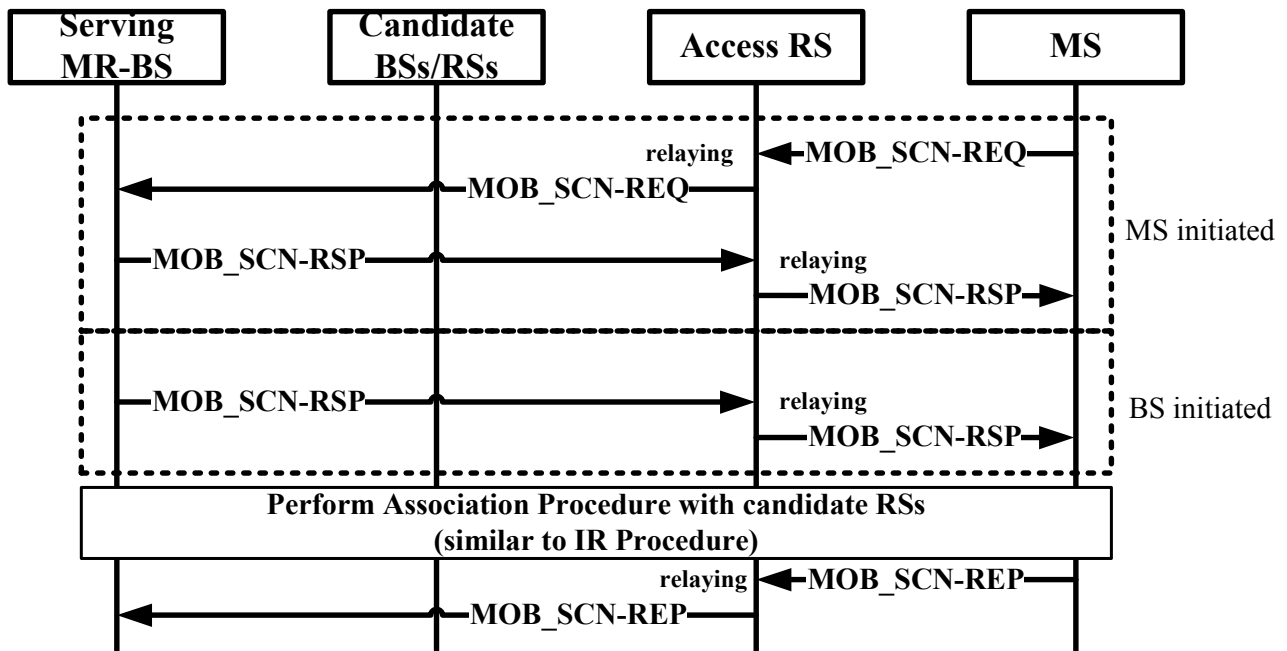 Serving
MR-BS
Candidate
BSs/RSs
Access RS
MS
relaying
MOB_SCN-REQ
MOB_SCN-REQ
MS initiated
MOB_SCN-RSP
relaying
MOB_SCN-RSP
MOB_SCN-RSP
relaying
BS initiated
MOB_SCN-RSP
Perform Association Procedure with candidate RSs
(similar to IR Procedure)
relaying
MOB_SCN-REP
MOB_SCN-REP